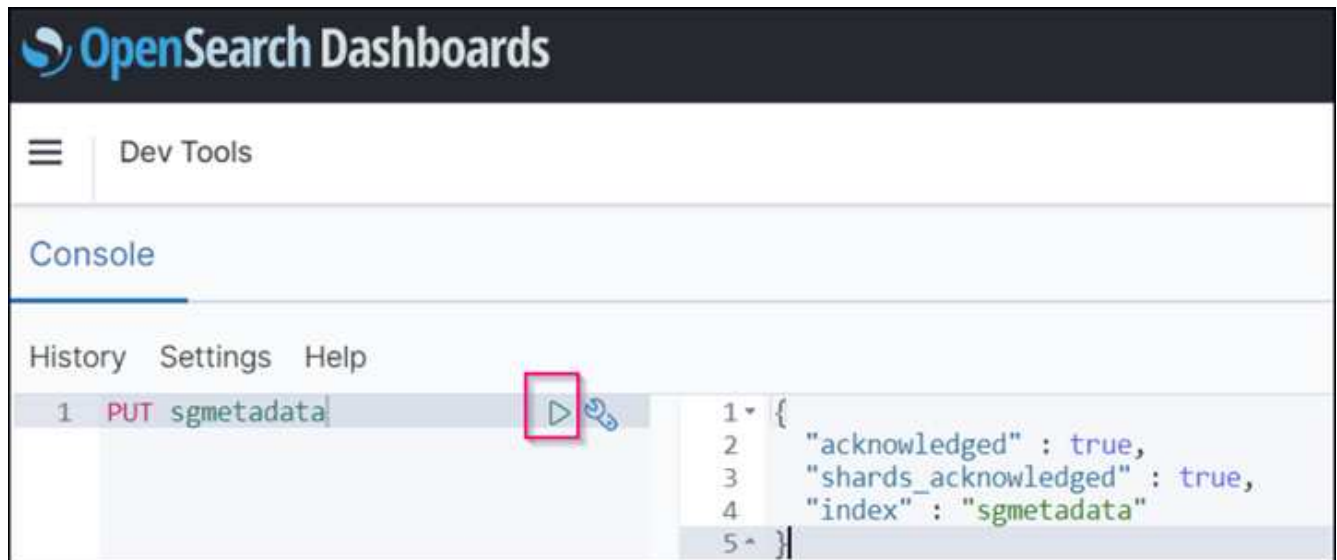 OpenSearch Dashboards
Dev Tools
Console
History Settings Help
1 PUT sgmetadata
1 {
2 "acknowledged" : true,
3 "shards_acknowledged" : true,
4 "index" : "sgmetadata"
5 }